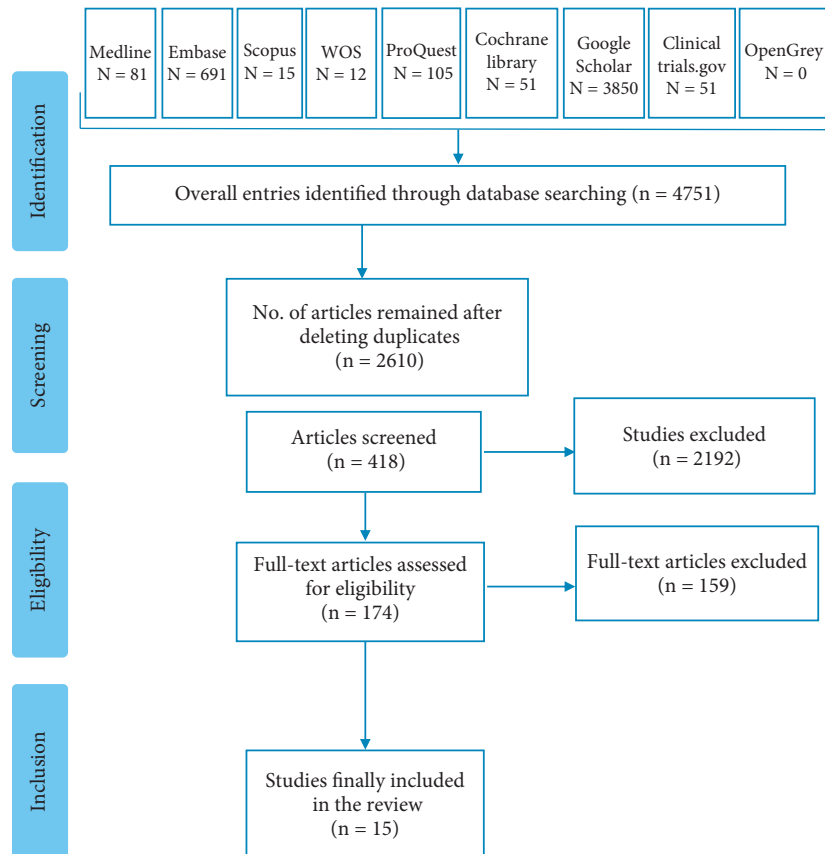 Medline
N = 81
Embase
N = 691
Scopus
N = 15
WOS
N = 12
ProQuest
N = 105
Cochrane
library
N = 51
Google
Scholar
N = 3850
Clinical
trials.gov
N = 51
OpenGrey
N = 0
Identification
Overall entries identified through database searching (n = 4751)
Screening
No. of articles remained after
deleting duplicates
(n = 2610)
Articles screened
(n = 418)
Studies excluded
(n = 2192)
Eligibility
Full-text articles assessed
for eligibility
(n = 174)
Full-text articles excluded
(n = 159)
Inclusion
Studies finally included
in the review
(n = 15)